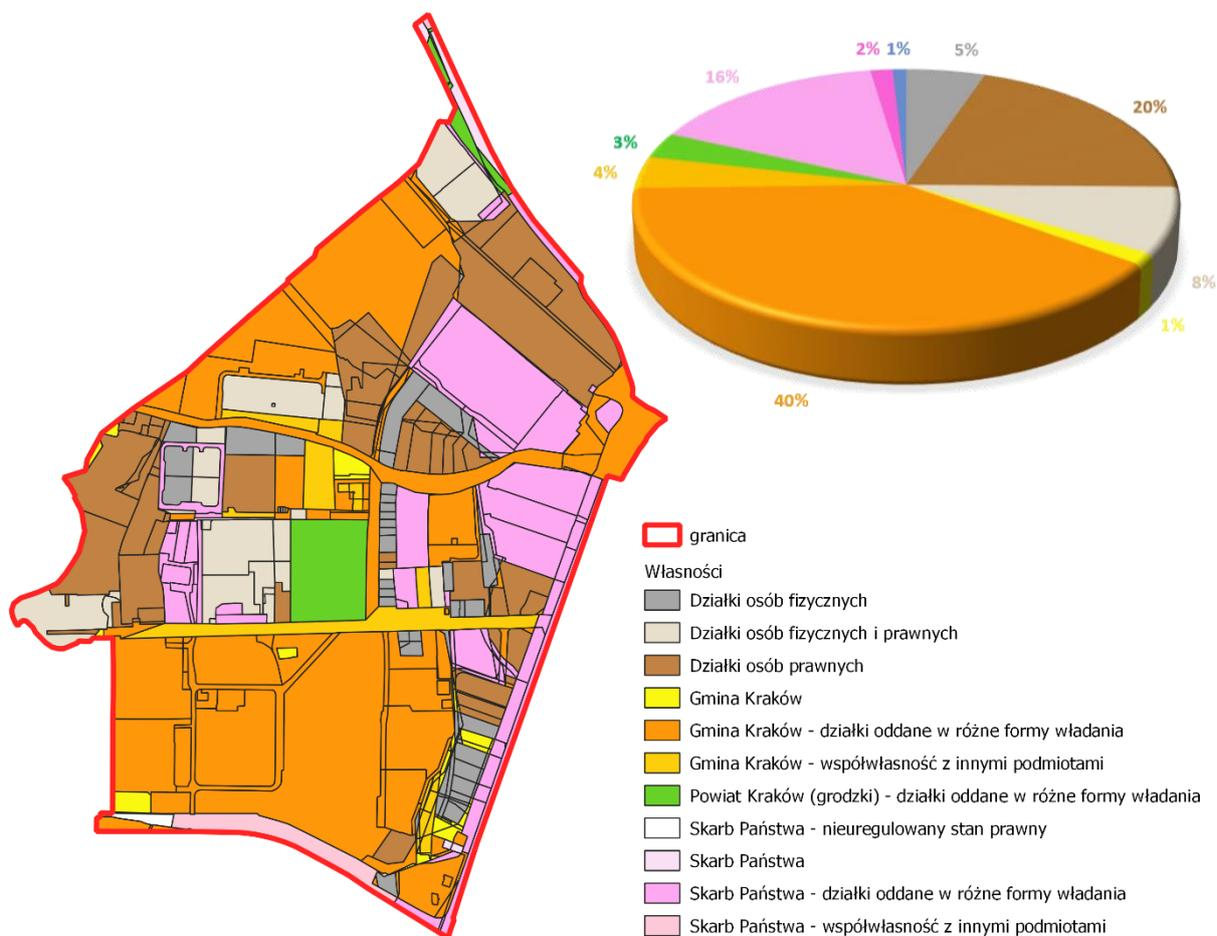 2% 1% 5%
16%
20%
3%
4%
8%
1%
40%
granica
Własności
Działki osób fizycznych
Działki osób fizycznych i prawnych
Działki osób prawnych
Gmina Kraków
Gmina Kraków - działki oddane w różne formy władania
Gmina Kraków - współwłasność z innymi podmiotami
Powiat Kraków (grodzki) - działki oddane w różne formy władania
Skarb Państwa - nieuregulowany stan prawny
Skarb Państwa
Skarb Państwa - działki oddane w różne formy władania
Skarb Państwa - współwłasność z innymi podmiotami